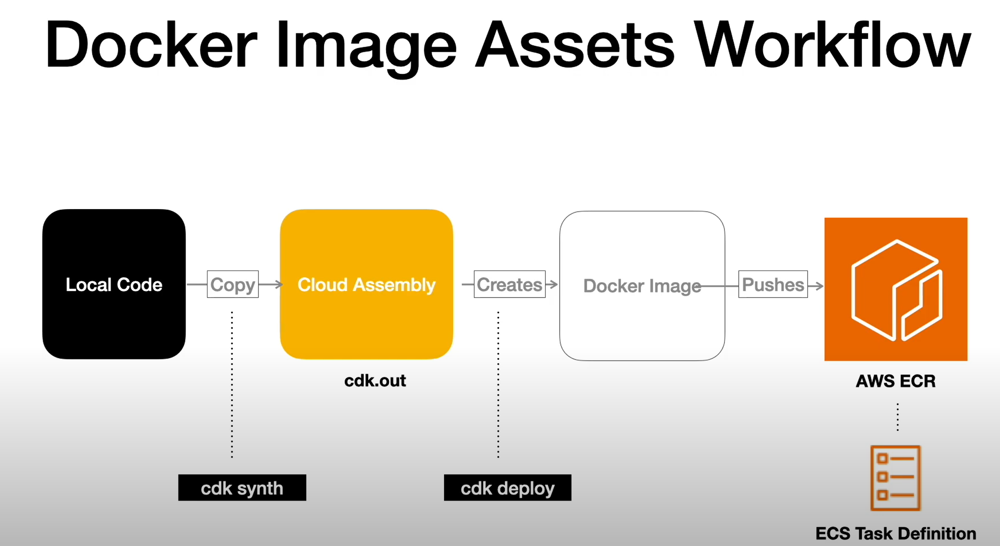 Docker Image Assets Workflow
Local Code
Copy
Cloud Assembly
Creates
Docker Image
Pushes
cdk.out
AWS ECR
cdk synth
cdk deploy
ECS Task Definition